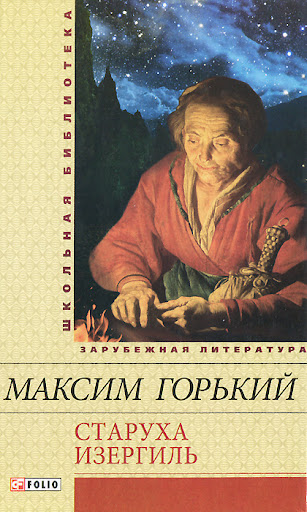 ШКОЛЬНАЯ БИБЛИОТЕКА
ЗАРУБЕЖНАЯ ЛИТЕРАТУРА
МАКСИМ ГОРЬКИЙ
СТАРУХА
ИЗЕРГИЛЬ
FOLIO